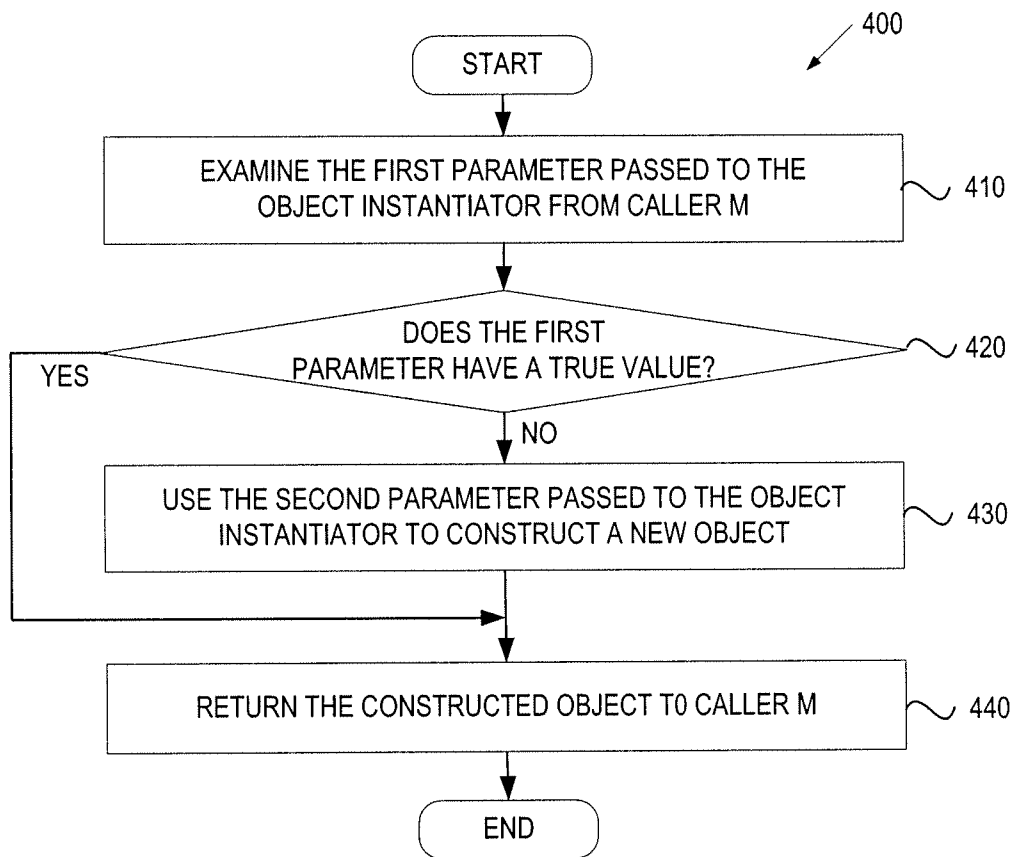 400
START
EXAMINE THE FIRST PARAMETER PASSED TO THE
OBJECT INSTANTIATOR FROM CALLER M
410
DOES THE FIRST
PARAMETER HAVE A TRUE VALUE?
420
YES
NO
USE THE SECOND PARAMETER PASSED TO THE OBJECT
INSTANTIATOR TO CONSTRUCT A NEW OBJECT
430
RETURN THE CONSTRUCTED OBJECT T0 CALLER M
440
END